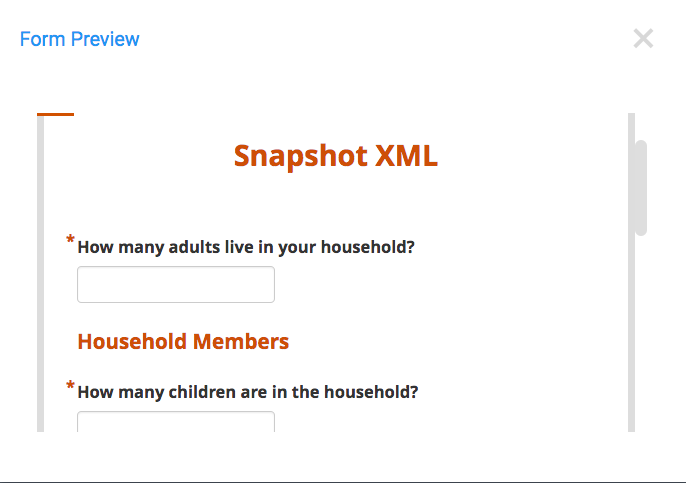 Form Preview
Snapshot XML
* How many adults live in your household?
Household Members
* How many children are in the household?